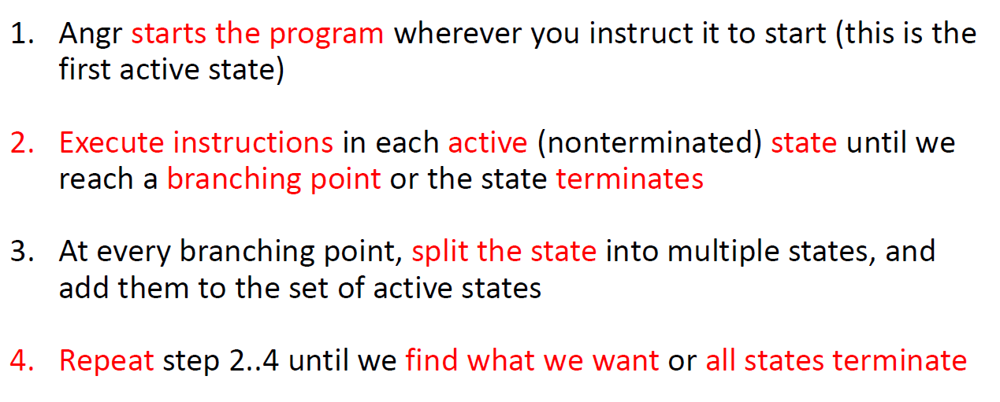 1. Angr starts the program wherever you instruct it to start (this is the
first active state)
2. Execute instructions in each active (nonterminated) state until we
reach a branching point or the state terminates
3. At every branching point, split the state into multiple states, and
add them to the set of active states
4. Repeat step 2..4 until we find what we want or all states terminate